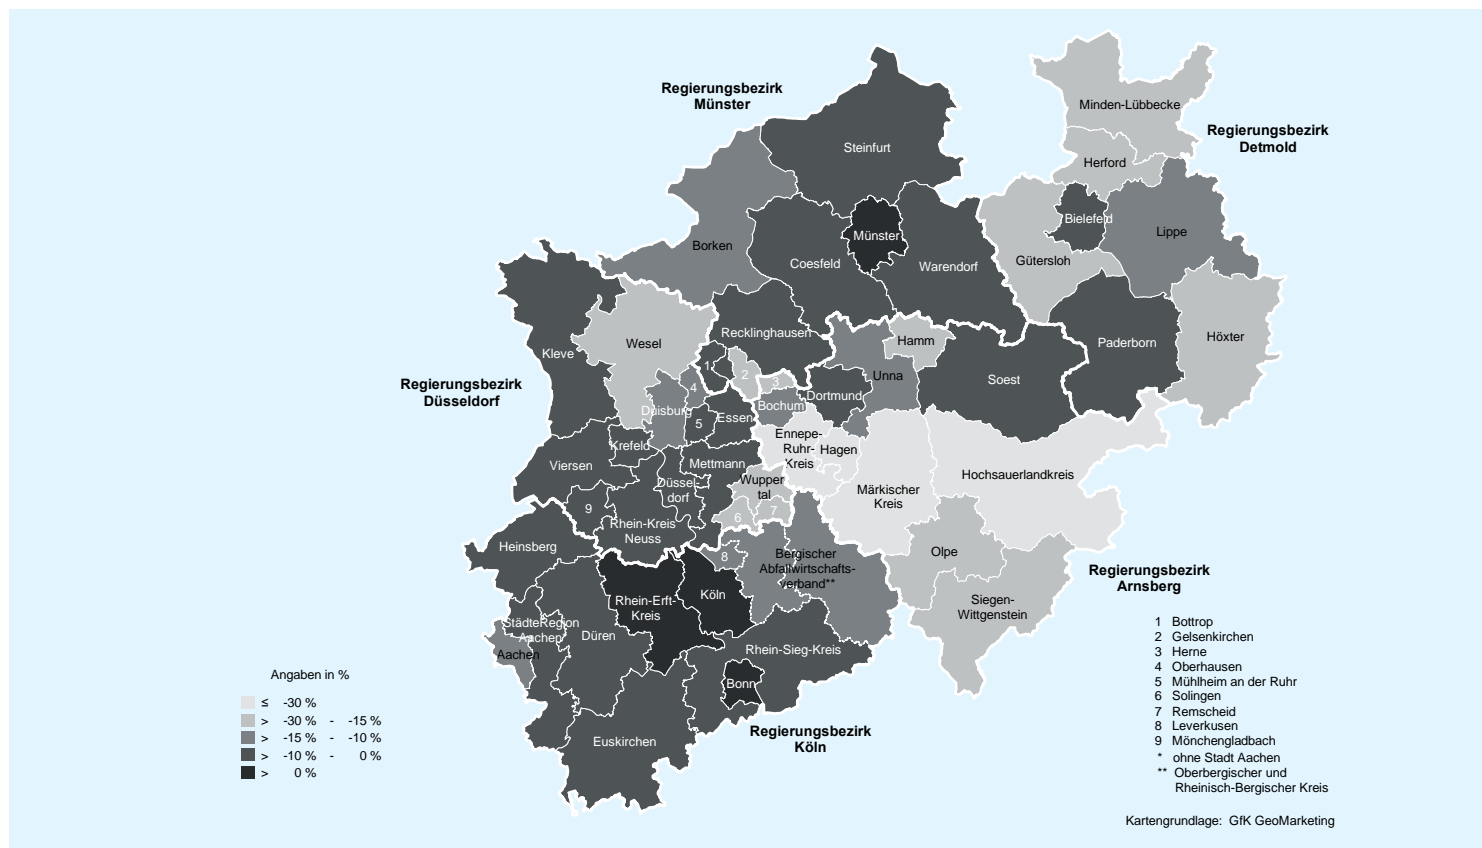 Regierungsbezirk
Münster
Minden-Lübbecke
Regierungsbezirk
Detmold
Steinfurt
Herford
Bielefeld
Lippe
Borken
Münster
Coesfeld
Warendorf
Gütersloh
Recklinghausen
Hamm
Paderborn
Höxter
Wesel
Kleve
1
2
3
4
Unna
Soest
Regierungsbezirk
Düsseldorf
Duisburg
Bochum
Dortmund
5
Essen
Krefeld
Ennepe-
Ruhr-
Kreis
Hagen
Viersen
Mettmann
Hochsauerlandkreis
Wupper
tal
Düssel-
dorf
Märkischer
Kreis
9
6
7
Rhein-Kreis
Neuss
Heinsberg
8
Bergischer
Abfallwirtschafts-
verband**
Olpe
Regierungsbezirk
Arnsberg
Rhein-Erft-
Kreis
Köln
Siegen-
Wittgenstein
StädteRegion
Aachen*
Düren
Aachen
Rhein-Sieg-Kreis
Bonn
Euskirchen
Regierungsbezirk
Köln
Angaben in %
≤ -30 %
> -30 % - -15 %
> -15 % - -10 %
> -10 % - 0 %
> 0 %
1 Bottrop
2 Gelsenkirchen
3 Herne
4 Oberhausen
5 Mühlheim an der Ruhr
6 Solingen
7 Remscheid
8 Leverkusen
9 Mönchengladbach
* ohne Stadt Aachen
** Oberbergischer und
Rheinisch-Bergischer Kreis
Kartengrundlage: GfK GeoMarketing